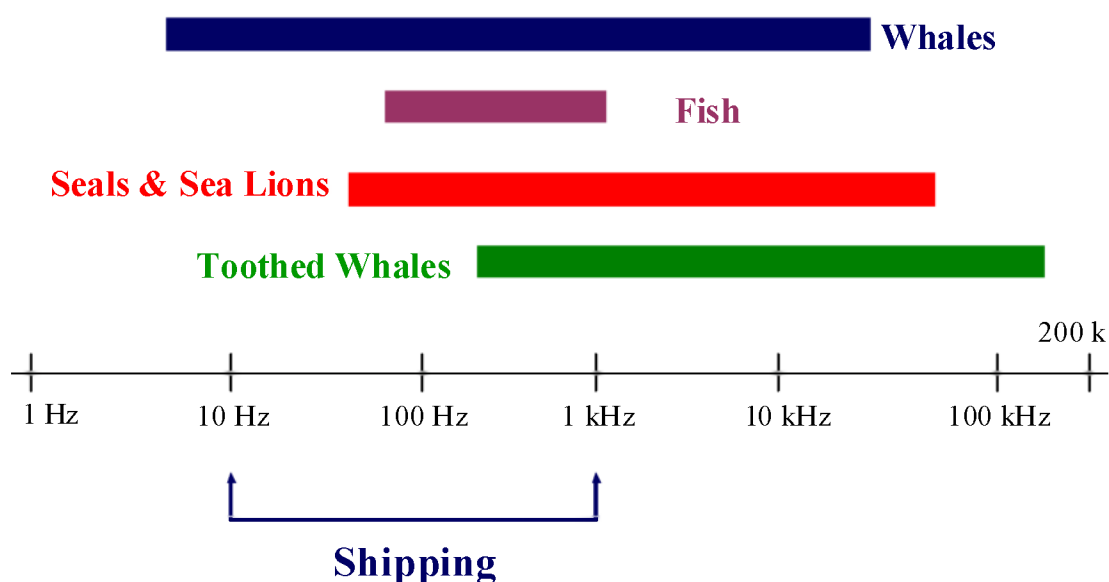 Whales
Fish
Seals & Sea Lions
Toothed Whales
200 k
1 Hz
10 Hz
100 Hz
1 kHz
10 kHz
100 kHz
Shipping